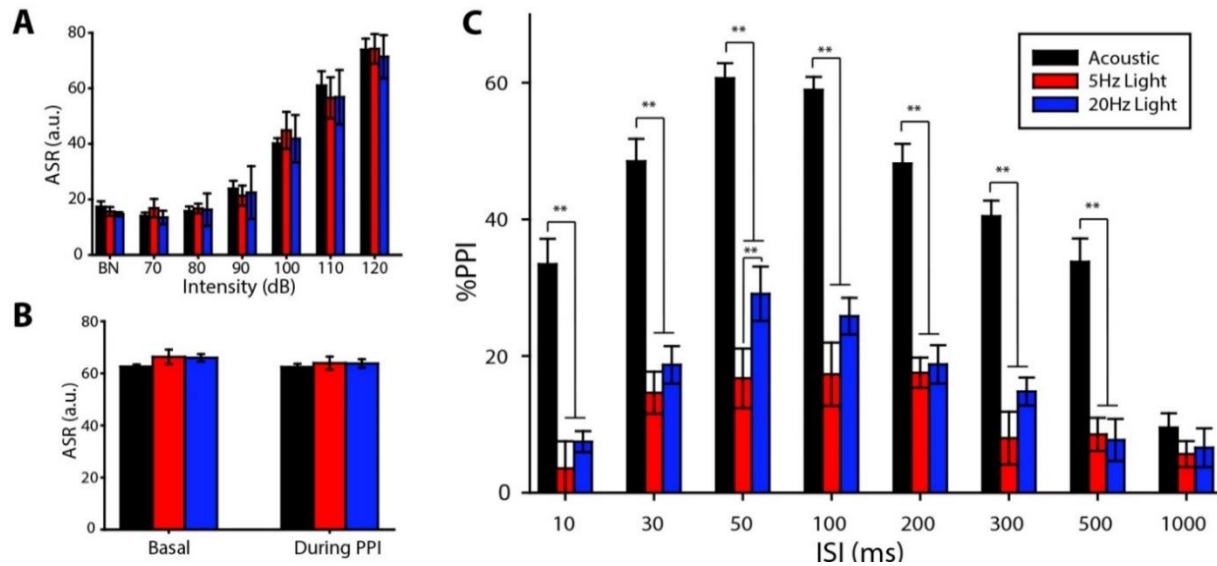 A
80
60
40
20
0
ASR (a.u.)
BN 70 80 90 100 110 120
Intensity (dB)
B
80
60
40
20
0
ASR (a.u.)
Basal During PPI
C
Acoustic
5Hz Light
20Hz Light
60
40
20
0
%PPI
** ** ** ** ** ** ** **
10 30 50 100 200 300 500 1000
ISI (ms)